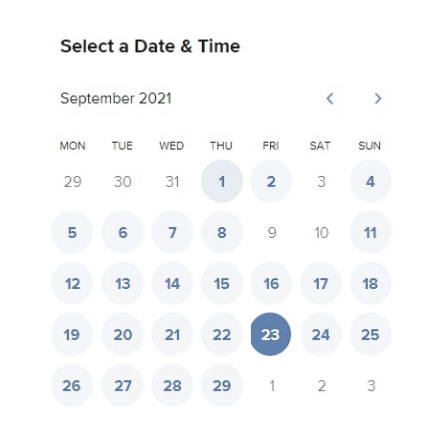 Select a Date & Time
September 2021
MON TUE WED THU FRI SAT SUN
29 30 31 1 2 3 4
5 6 7 8 9 10 11
12 13 14 15 16 17 18
19 20 21 22 23 24 25
26 27 28 29 1 2 3